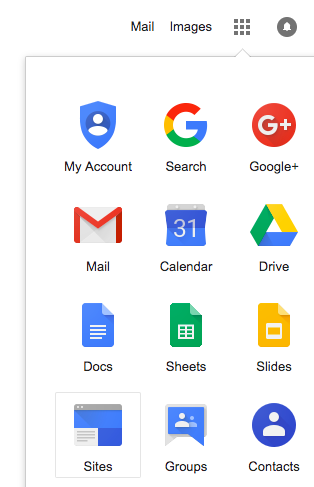 Mail Images
My Account Search Google+
G+
Mail Calendar Drive
31
Docs Sheets Slides
Sites Groups Contacts